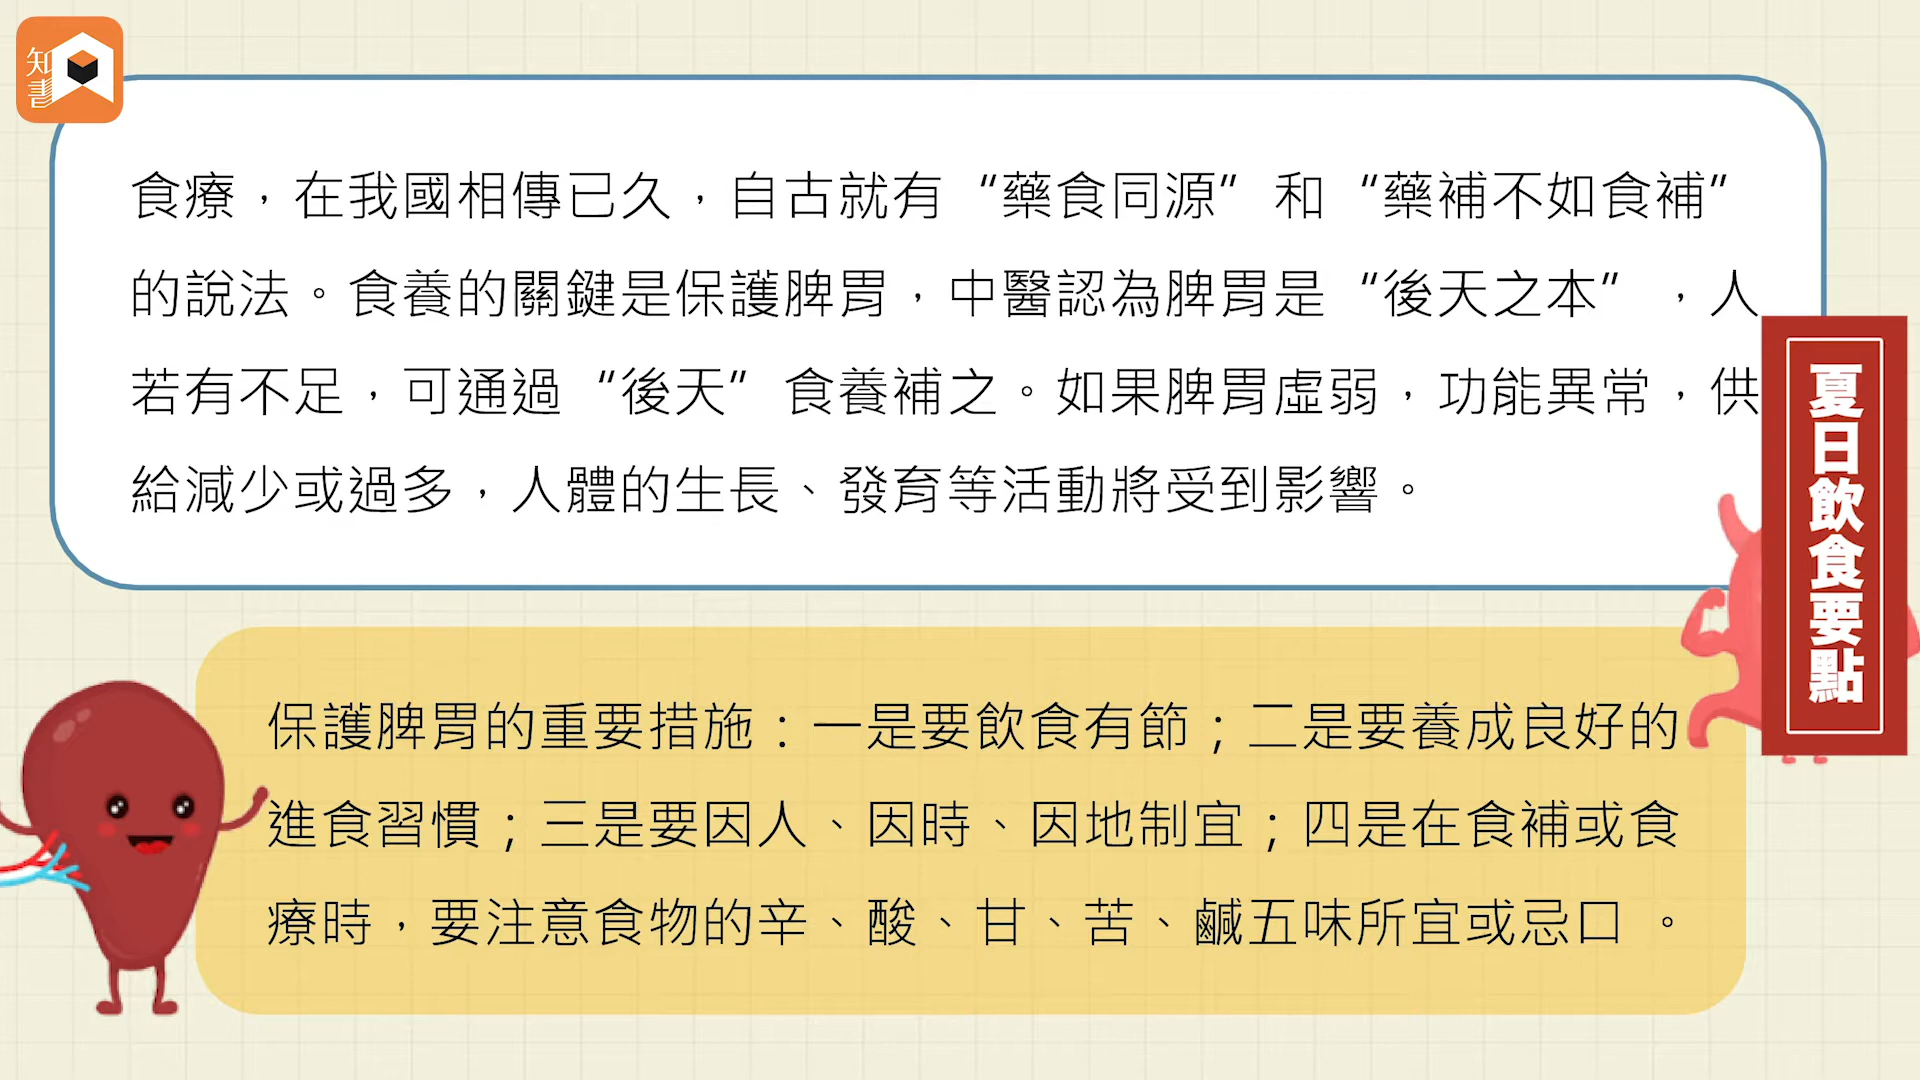 知書
食療，在我國相傳已久，自古就有“藥食同源”和“藥補不如食補”
的說法。食養的關鍵是保護脾胃，中醫認為脾胃是“後天之本”，人
若有不足，可通過“後天”食養補之。如果脾胃虛弱，功能異常，供
給減少或過多，人體的生長、發育等活動將受到影響。
夏日飲食要點
保護脾胃的重要措施：一是要飲食有節；二是要養成良好的
進食習慣；三是要因人、因時、因地制宜；四是在食補或食
療時，要注意食物的辛、酸、甘、苦、鹹五味所宜或忌口 。